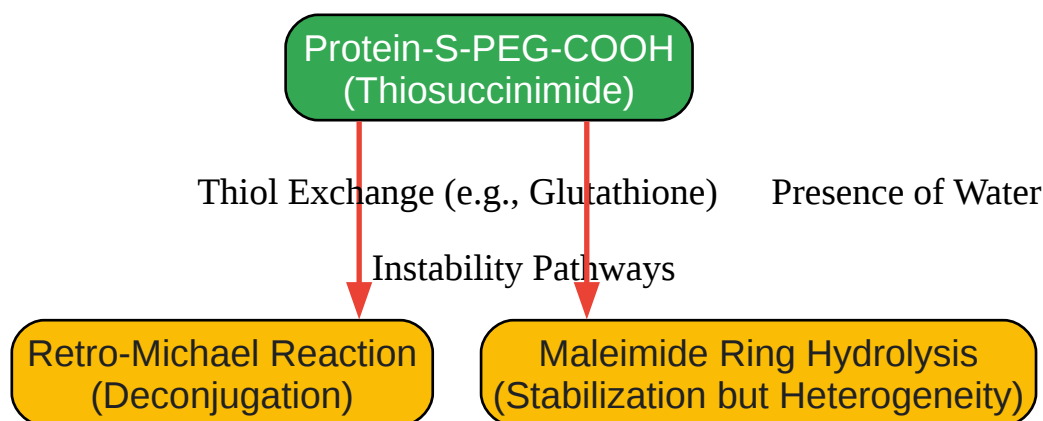 Protein-S-PEG-COOH
(Thiosuccinimide)
Thiol Exchange (e.g., Glutathione)
Presence of Water
Instability Pathways
Retro-Michael Reaction
(Deconjugation)
Maleimide Ring Hydrolysis
(Stabilization but Heterogeneity)